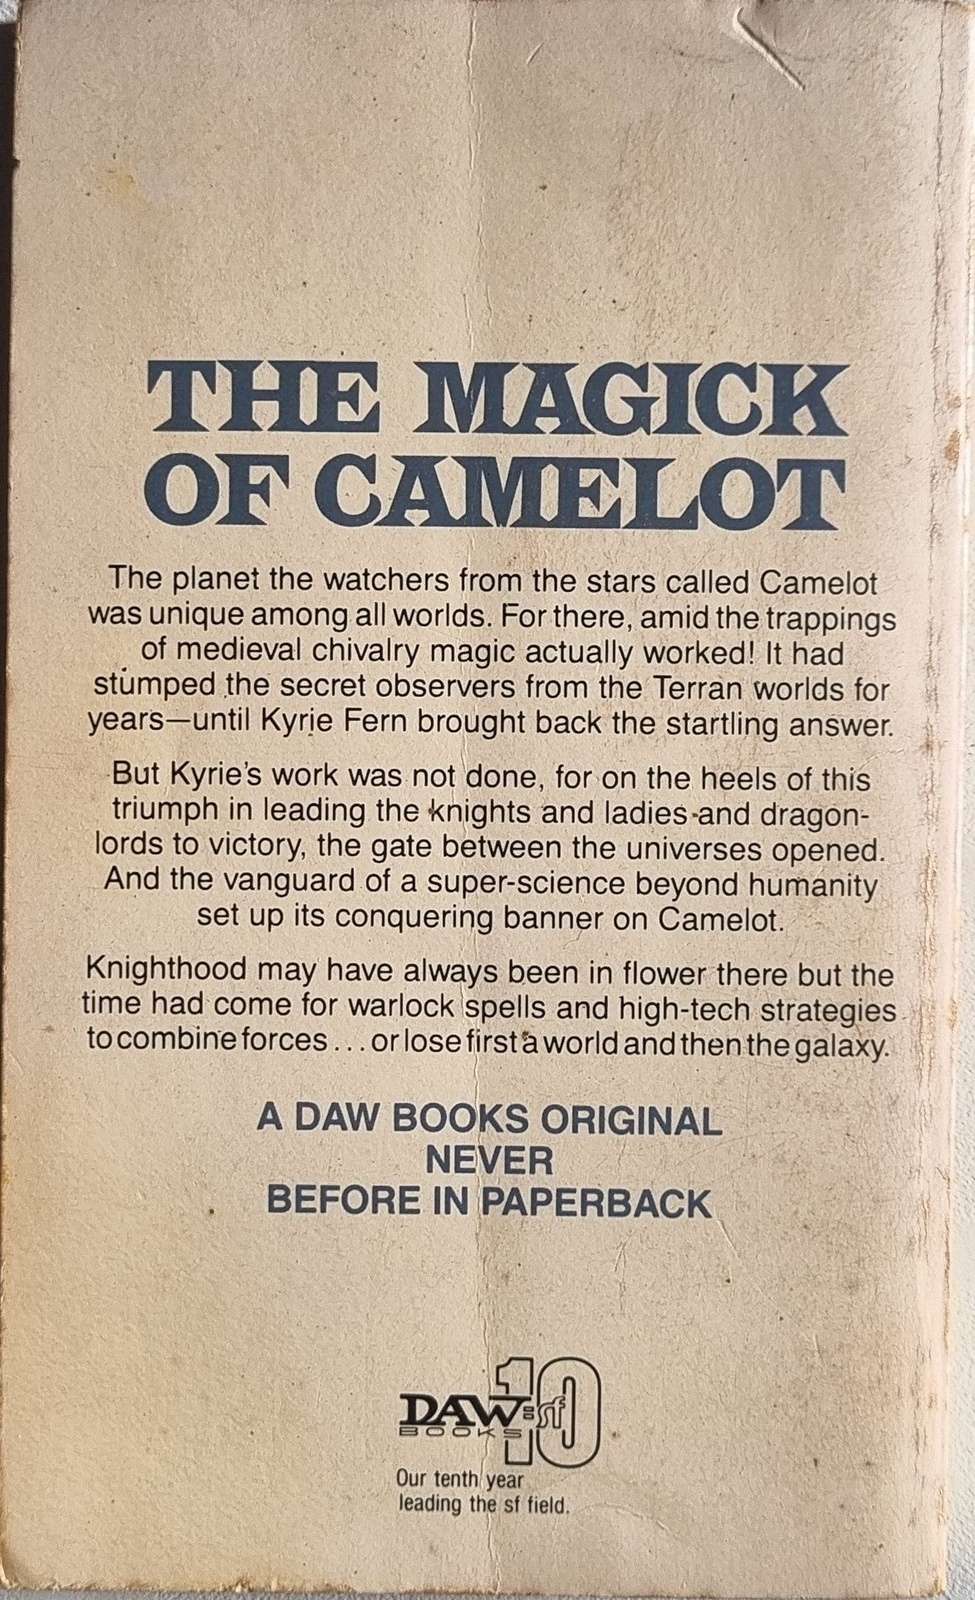 THE MAGICK
OF CAMELOT
The planet the watchers from the stars called Camelot
was unique among all worlds. For there, amid the trappings
of medieval chivalry magic actually worked! It had
stumped the secret observers from the Terran worlds for
years—until Kyrie Fern brought back the startling answer.
But Kyrie's work was not done, for on the heels of this
triumph in leading the knights and ladies and dragon-
lords to victory, the gate between the universes opened.
And the vanguard of a super-science beyond humanity
set up its conquering banner on Camelot.
Knighthood may have always been in flower there but the
time had come for warlock spells and high-tech strategies
to combine forces . . . or lose first a world and then the galaxy.
A DAW BOOKS ORIGINAL
NEVER
BEFORE IN PAPERBACK
DAW=sf 10
BOOKS
Our tenth year
leading the sf field.